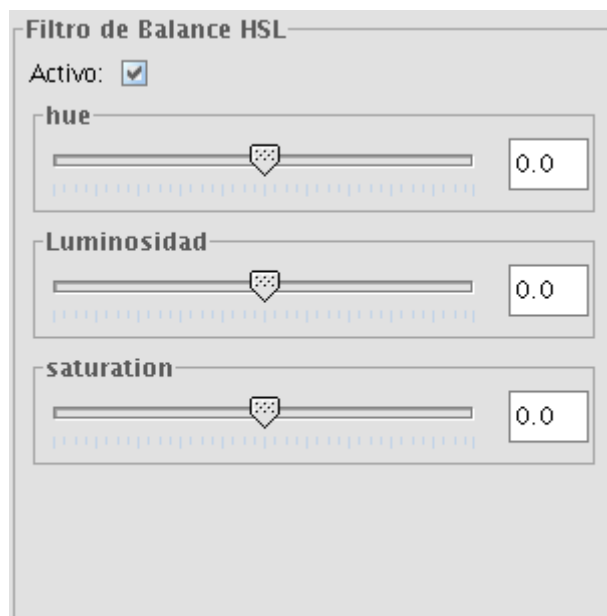 Filtro de Balance HSL
Activo:
hue
0.0
Luminosidad
0.0
saturation
0.0